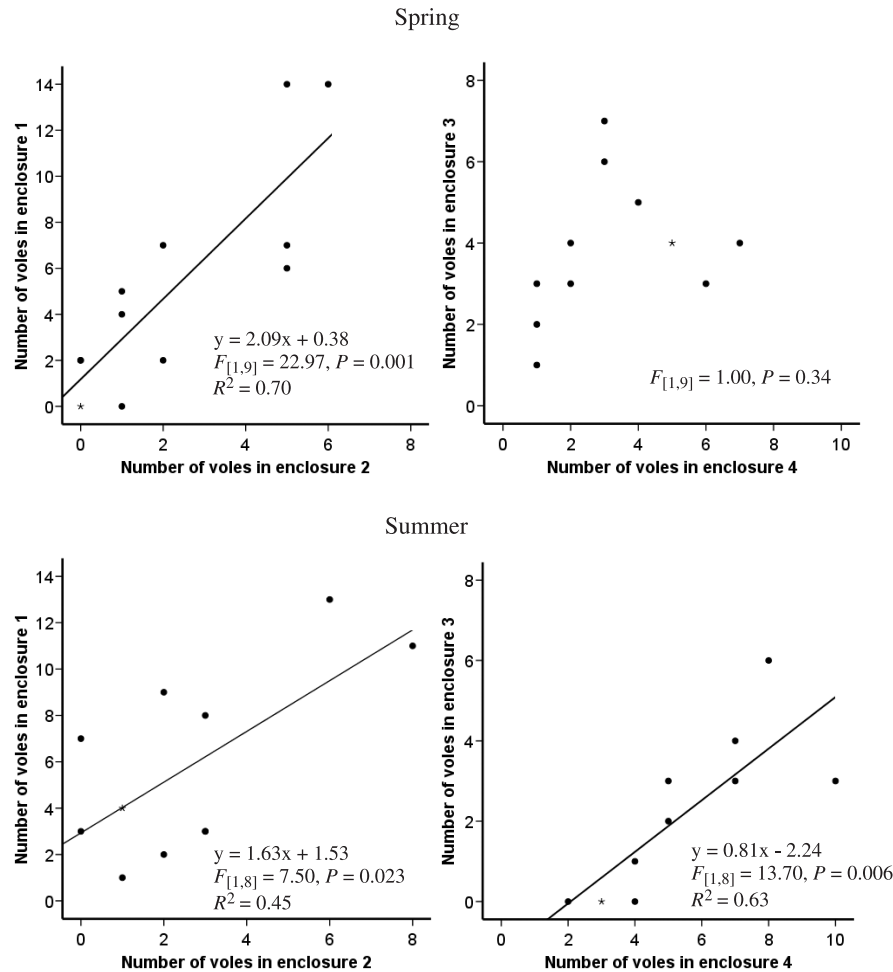 Spring
14
12
10
8
6
4
2
0
Number of voles in enclosure 1
y = 2.09x + 0.38
F[1,9] = 22.97, P = 0.001
R² = 0.70
0 2 4 6 8
Number of voles in enclosure 2
8
6
4
2
0
Number of voles in enclosure 3
F[1,9] = 1.00, P = 0.34
0 2 4 6 8 10
Number of voles in enclosure 4
Summer
14
12
10
8
6
4
2
0
Number of voles in enclosure 1
y = 1.63x + 1.53
F[1,8] = 7.50, P = 0.023
R² = 0.45
0 2 4 6 8
Number of voles in enclosure 2
8
6
4
2
0
Number of voles in enclosure 3
y = 0.81x - 2.24
F[1,8] = 13.70, P = 0.006
R² = 0.63
0 2 4 6 8 10
Number of voles in enclosure 4